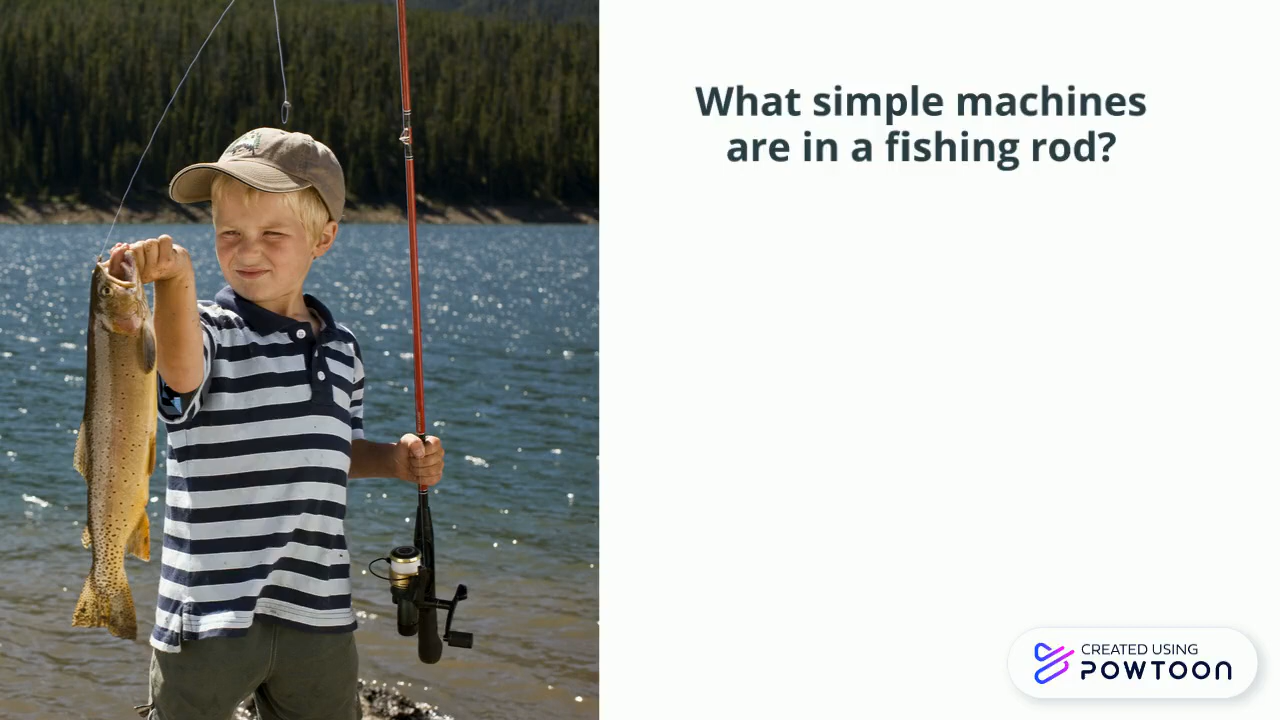 What simple machines
are in a fishing rod?
CREATED USING
POWTOON